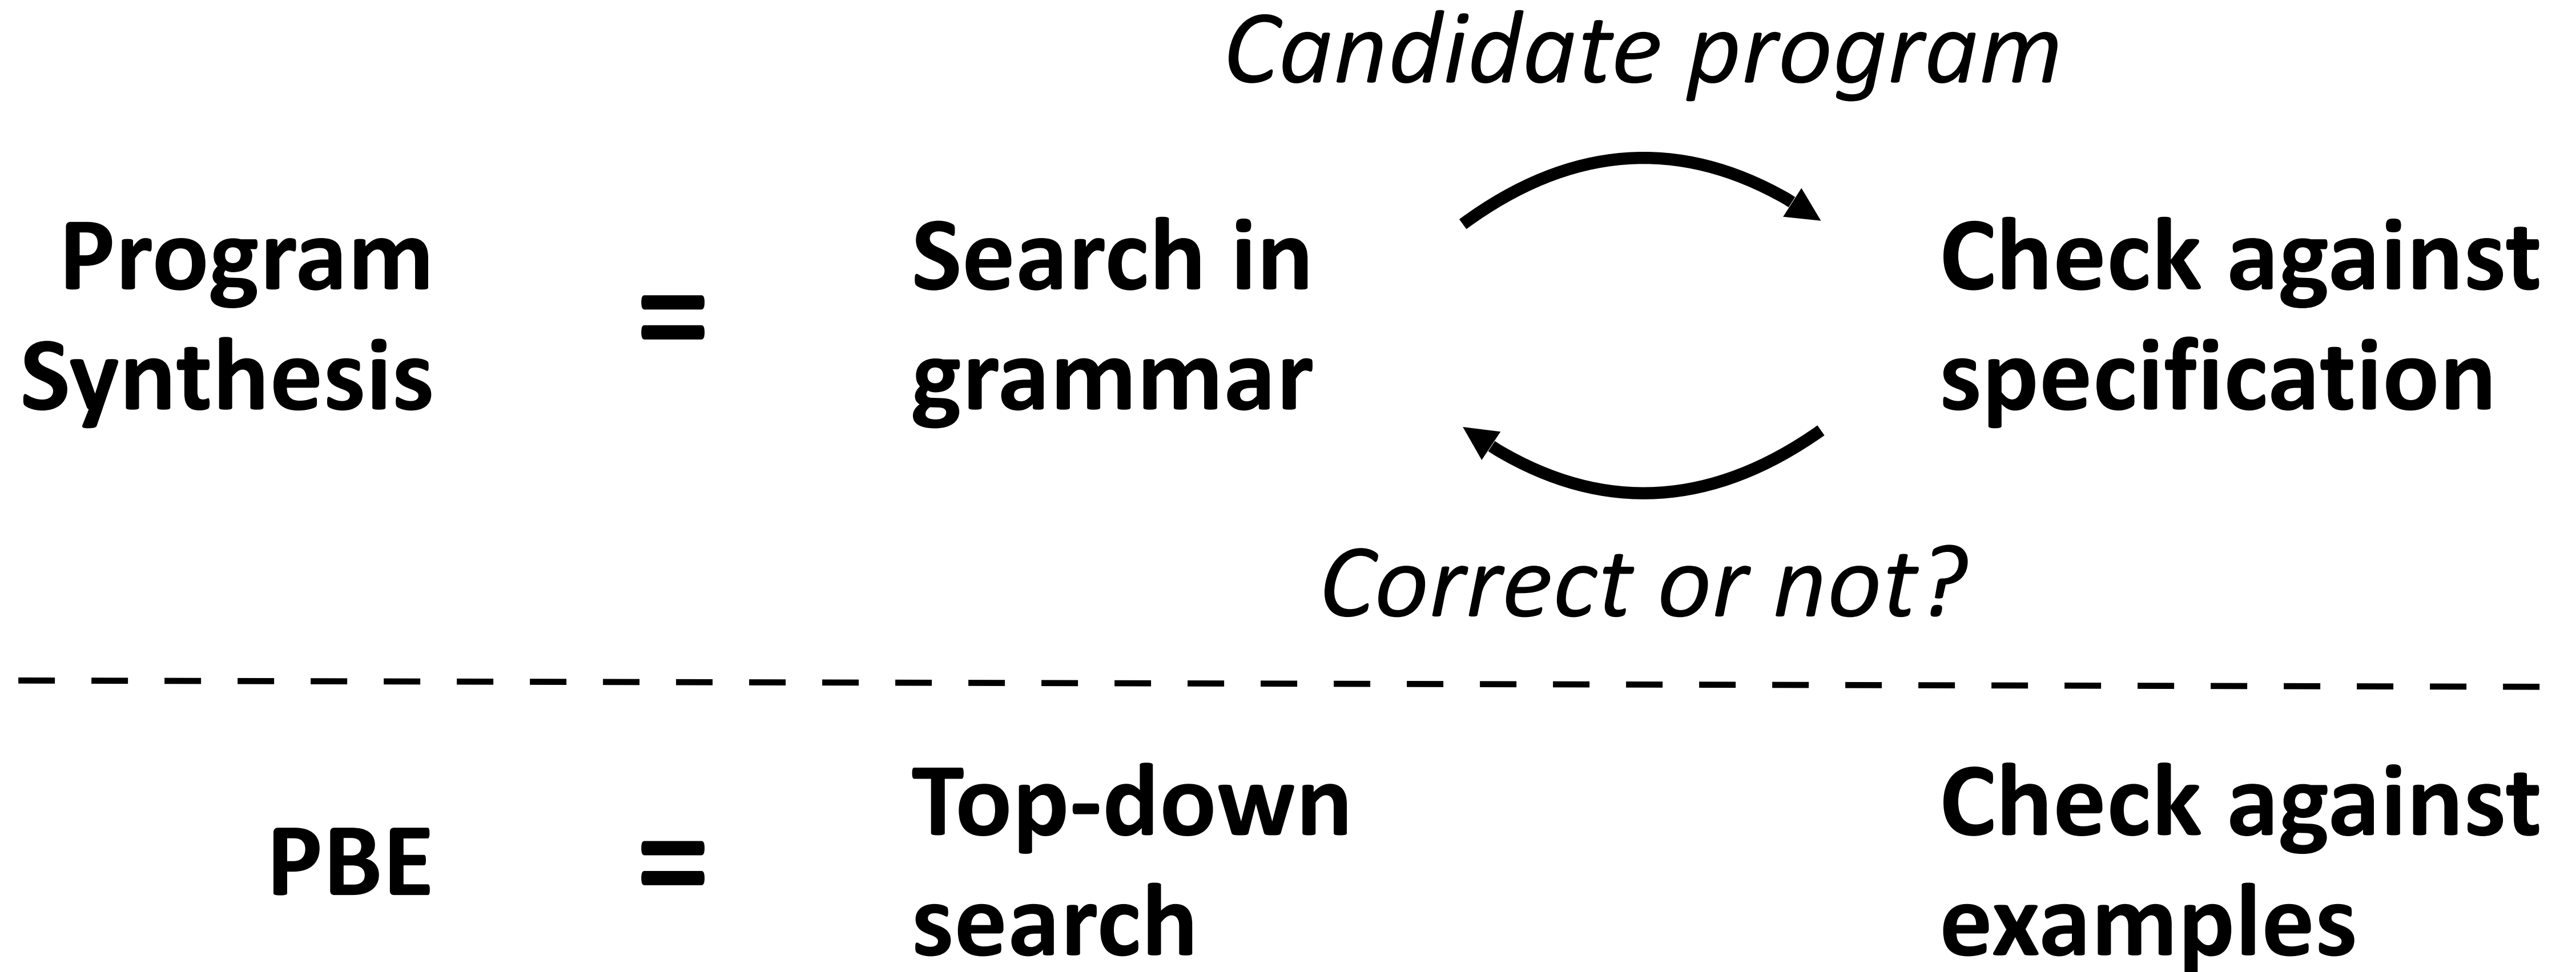 Candidate program
Program
Synthesis
=
Search in
grammar
Check against
specification
Correct or not?
PBE
=
Top-down
search
Check against
examples